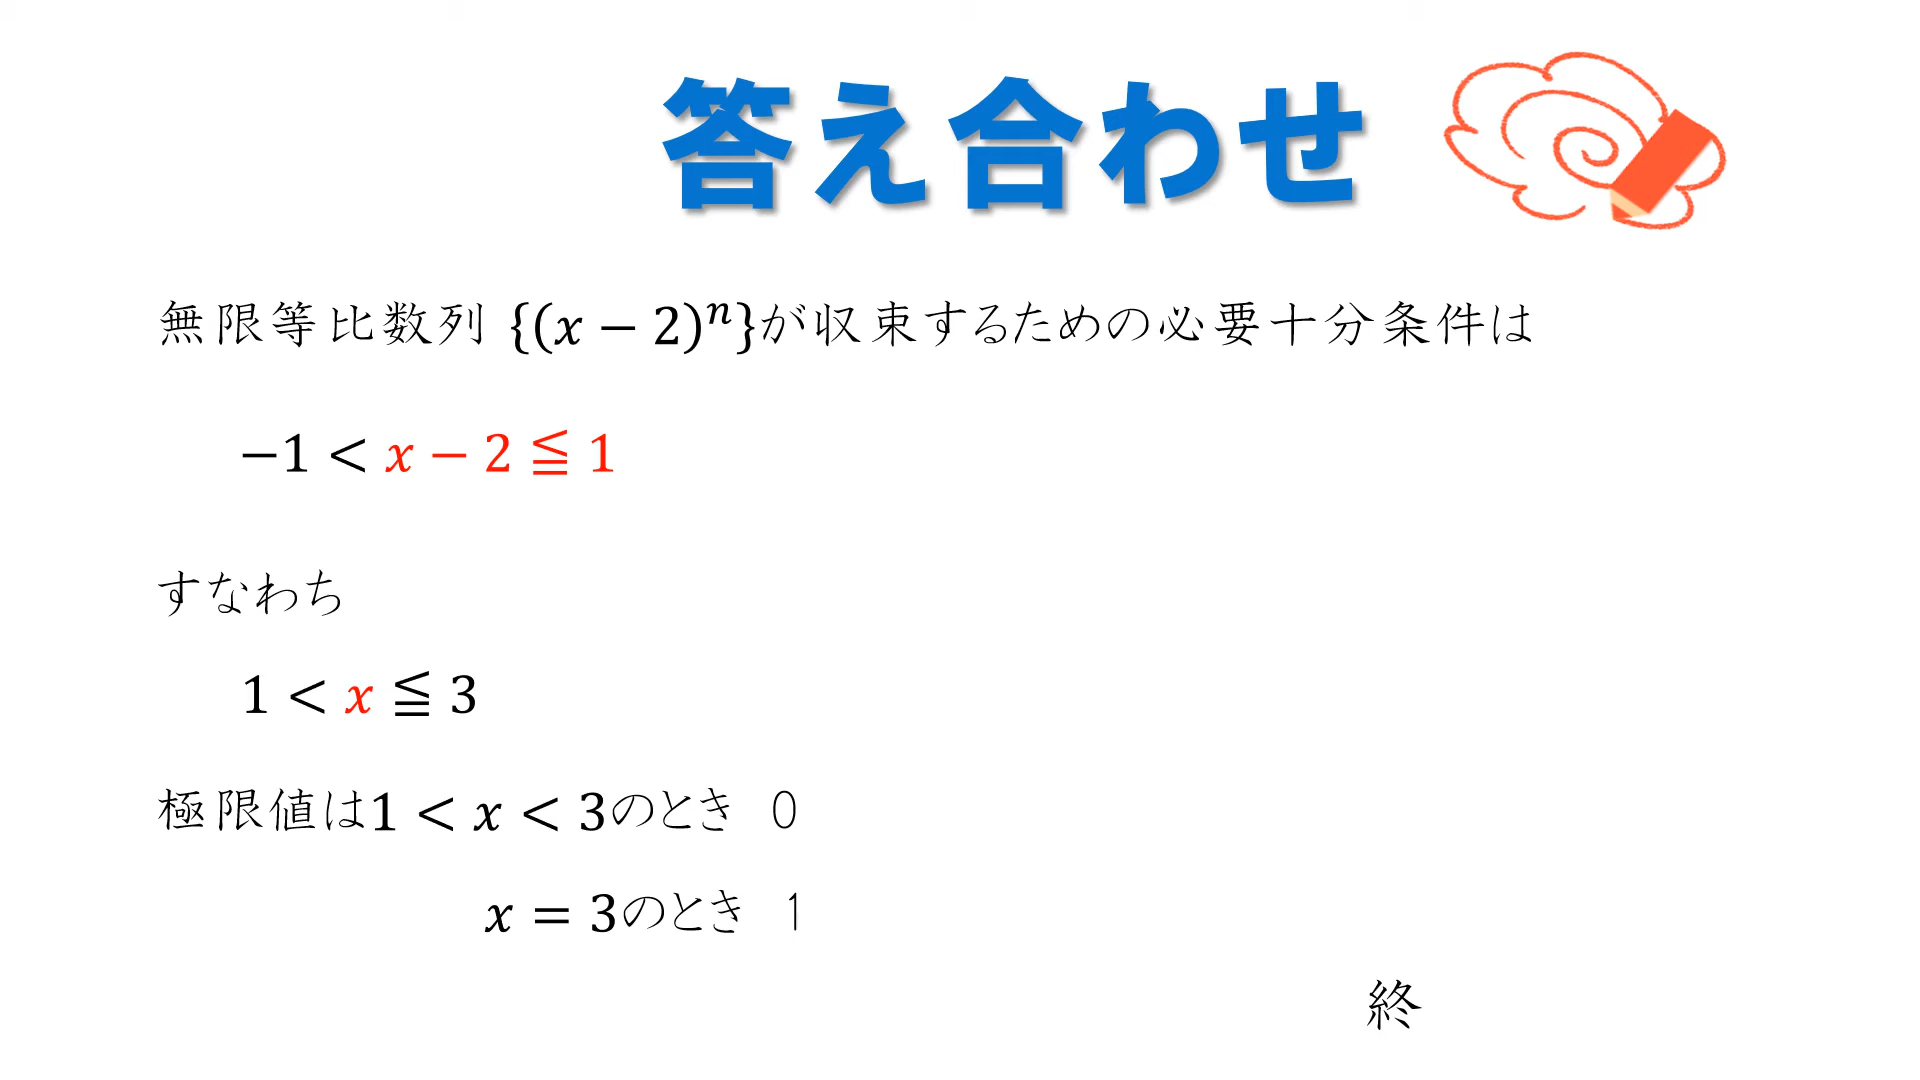 答え合わせ
無限等比数列 {(x − 2)ⁿ}が収束するための必要十分条件は
−1 < x − 2 ≦ 1
すなわち
1 < x ≦ 3
極限値は1 < x < 3のとき 0
x = 3のとき 1
終